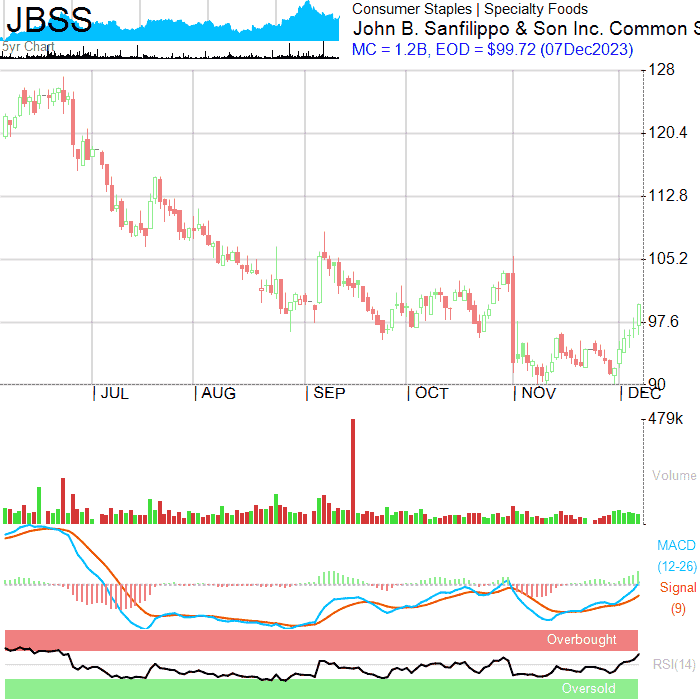 JBSS
5yr Chart
Consumer Staples | Specialty Foods
John B. Sanfilippo & Son Inc. Common S
MC = 1.2B, EOD = $99.72 (07Dec2023)
128
120.4
112.8
105.2
97.6
90
JUL AUG SEP OCT NOV DEC
479k
Volume
MACD
(12-26)
Signal
(9)
Overbought
RSI(14)
Oversold